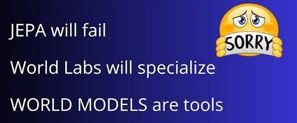 JEPA will fail
SORRY
World Labs will specialize
WORLD MODELS are tools